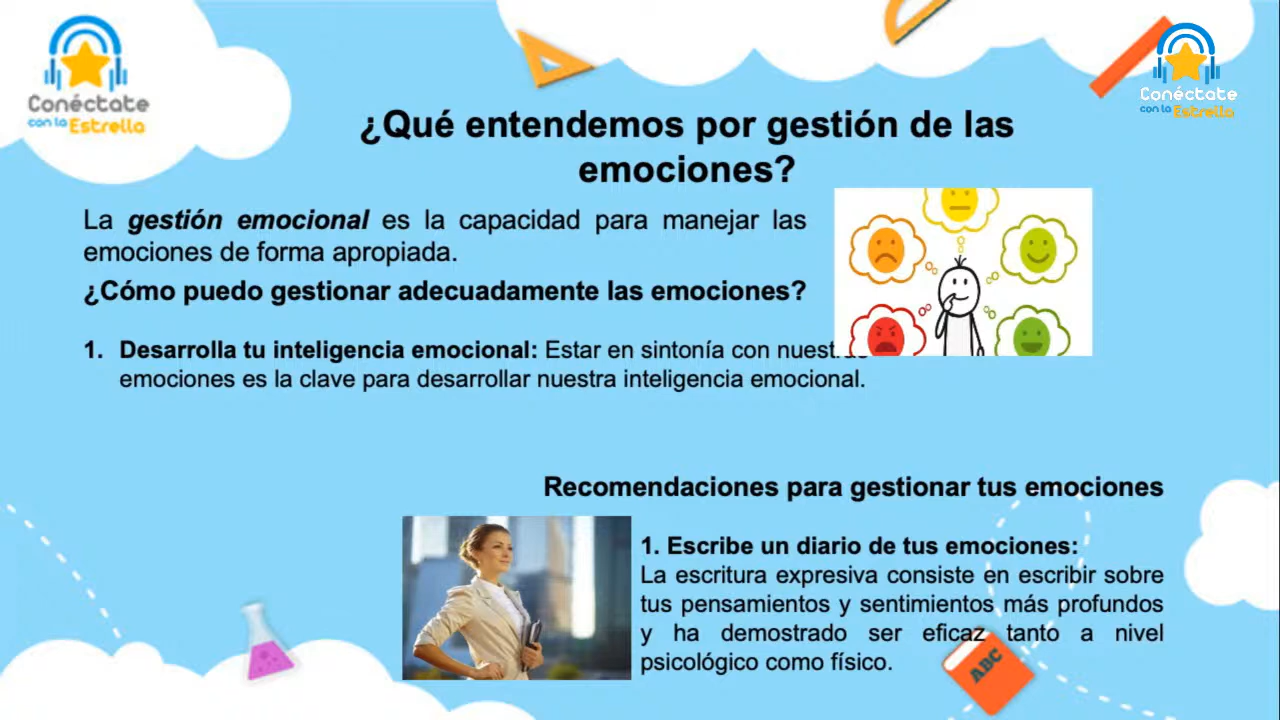 Conéctate
con la Estrella
Conéctate
con la Estrella
¿Qué entendemos por gestión de las
emociones?
La gestión emocional es la capacidad para manejar las
emociones de forma apropiada.
¿Cómo puedo gestionar adecuadamente las emociones?
1. Desarrolla tu inteligencia emocional: Estar en sintonía con
emociones es la clave para desarrollar nuestra inteligencia emocional.
Recomendaciones para gestionar tus emociones
1. Escribe un diario de tus emociones:
La escritura expresiva consiste en escribir sobre
tus pensamientos y sentimientos más profundos
y ha demostrado ser eficaz tanto a nivel
psicológico como físico.
ABC